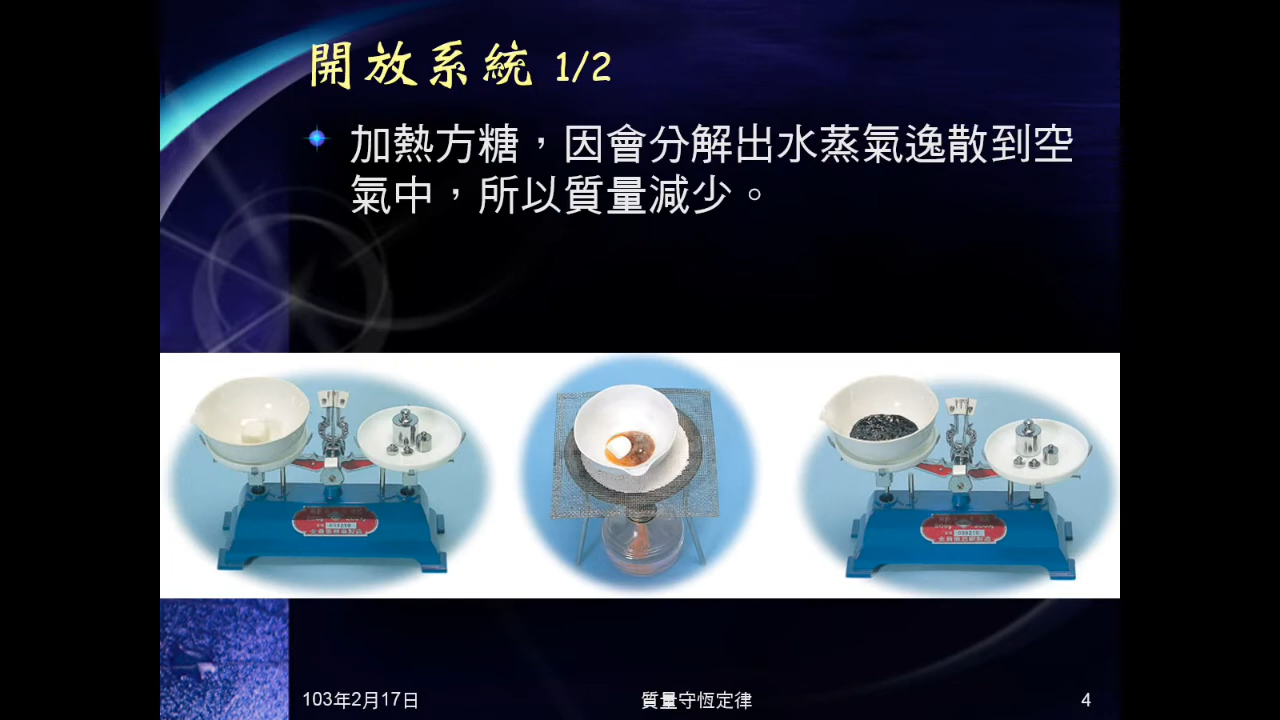 開放系統 1/2
加熱方糖，因會分解出水蒸氣逸散到空
氣中，所以質量減少。
103年2月17日
質量守恆定律
4